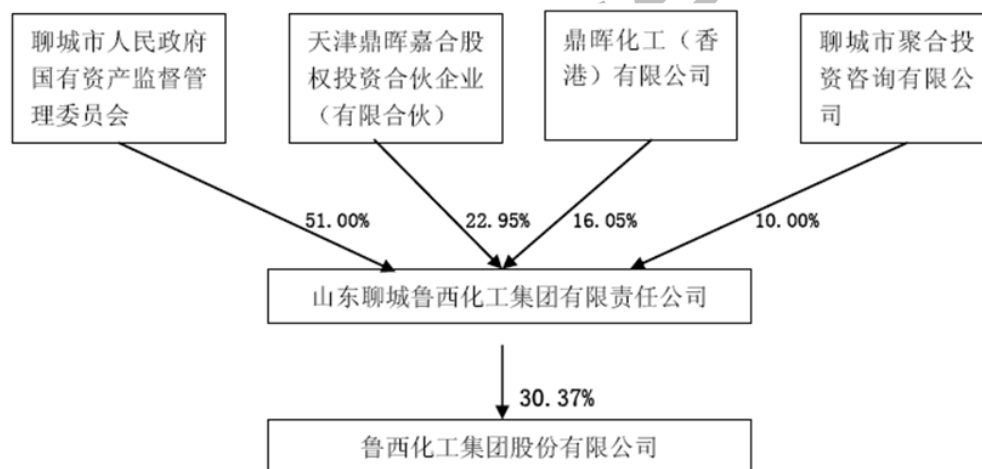 聊城市人民政府
国有资产监督管
理委员会
天津鼎晖嘉合股
权投资合伙企业
（有限合伙）
鼎晖化工（香
港）有限公司
聊城市聚合投
资咨询有限公
司
51.00%
22.95%
16.05%
10.00%
山东聊城鲁西化工集团有限责任公司
30.37%
鲁西化工集团股份有限公司